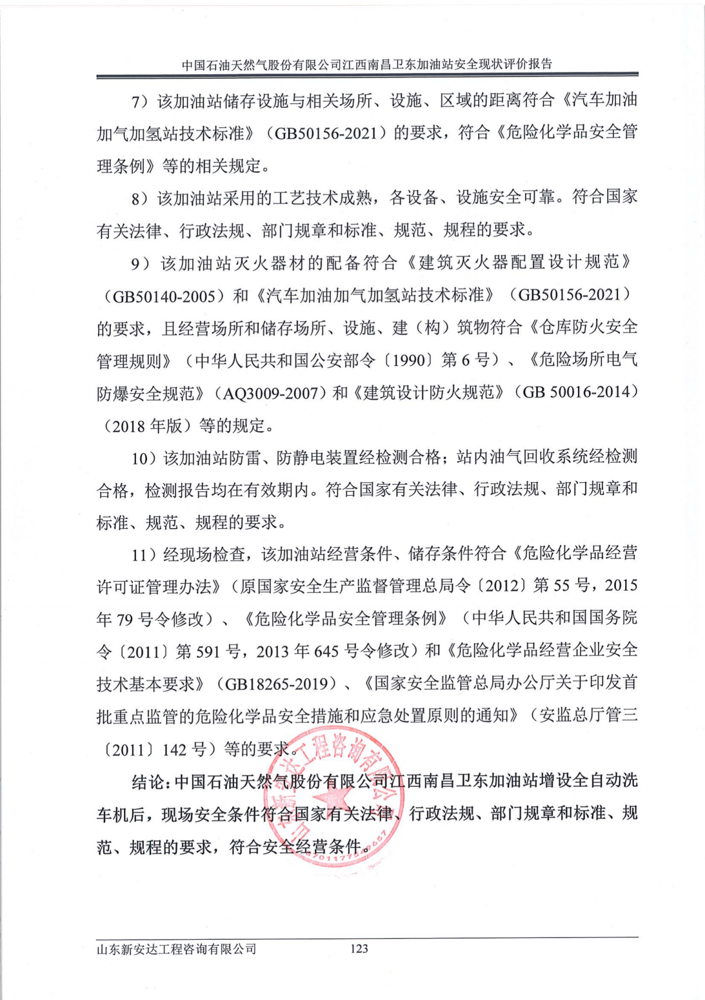 中国石油天然气股份有限公司江西南昌卫东加油站安全现状评价报告
7）该加油站储存设施与相关场所、设施、区域的距离符合《汽车加油
加气加氢站技术标准》（GB50156-2021）的要求，符合《危险化学品安全管
理条例》等的相关规定。
8）该加油站采用的工艺技术成熟，各设备、设施安全可靠。符合国家
有关法律、行政法规、部门规章和标准、规范、规程的要求。
9）该加油站灭火器材的配备符合《建筑灭火器配置设计规范》
（GB50140-2005）和《汽车加油加气加氢站技术标准》（GB50156-2021）
的要求，且经营场所和储存场所、设施、建（构）筑物符合《仓库防火安全
管理规则》（中华人民共和国公安部令〔1990〕第 6 号）、《危险场所电气
防爆安全规范》（AQ3009-2007）和《建筑设计防火规范》（GB 50016-2014）
（2018 年版）等的规定。
10）该加油站防雷、防静电装置经检测合格；站内油气回收系统经检测
合格，检测报告均在有效期内。符合国家有关法律、行政法规、部门规章和
标准、规范、规程的要求。
11）经现场检查，该加油站经营条件、储存条件符合《危险化学品经营
许可证管理办法》（原国家安全生产监督管理总局令〔2012〕第 55 号，2015
年 79 号令修改）、《危险化学品安全管理条例》（中华人民共和国国务院
令〔2011〕第 591 号，2013 年 645 号令修改）和《危险化学品经营企业安全
技术基本要求》（GB18265-2019）、《国家安全监管总局办公厅关于印发首
批重点监管的危险化学品安全措施和应急处置原则的通知》（安监总厅管三
〔2011〕142 号）等的要求。
结论：中国石油天然气股份有限公司江西南昌卫东加油站增设全自动洗
车机后，现场安全条件符合国家有关法律、行政法规、部门规章和标准、规
范、规程的要求，符合安全经营条件。
山东新安达工程咨询有限公司
山东新安达工程咨询有限公司 123